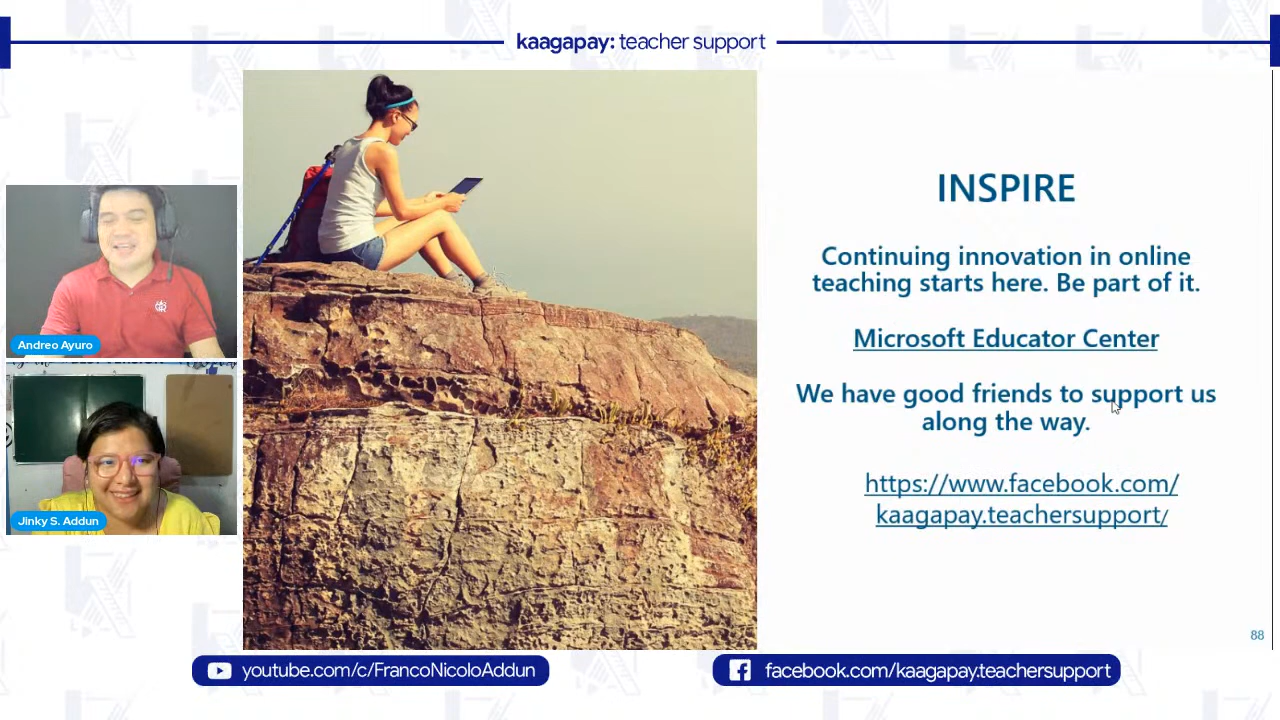 kaagapay: teacher support
INSPIRE
Continuing innovation in online
teaching starts here. Be part of it.
Microsoft Educator Center
We have good friends to support us
along the way.
https://www.facebook.com/
kaagapay.teachersupport/
88
Andreo Ayuro
Jinky S. Addun
youtube.com/c/FrancoNicoloAddun
facebook.com/kaagapay.teachersupport